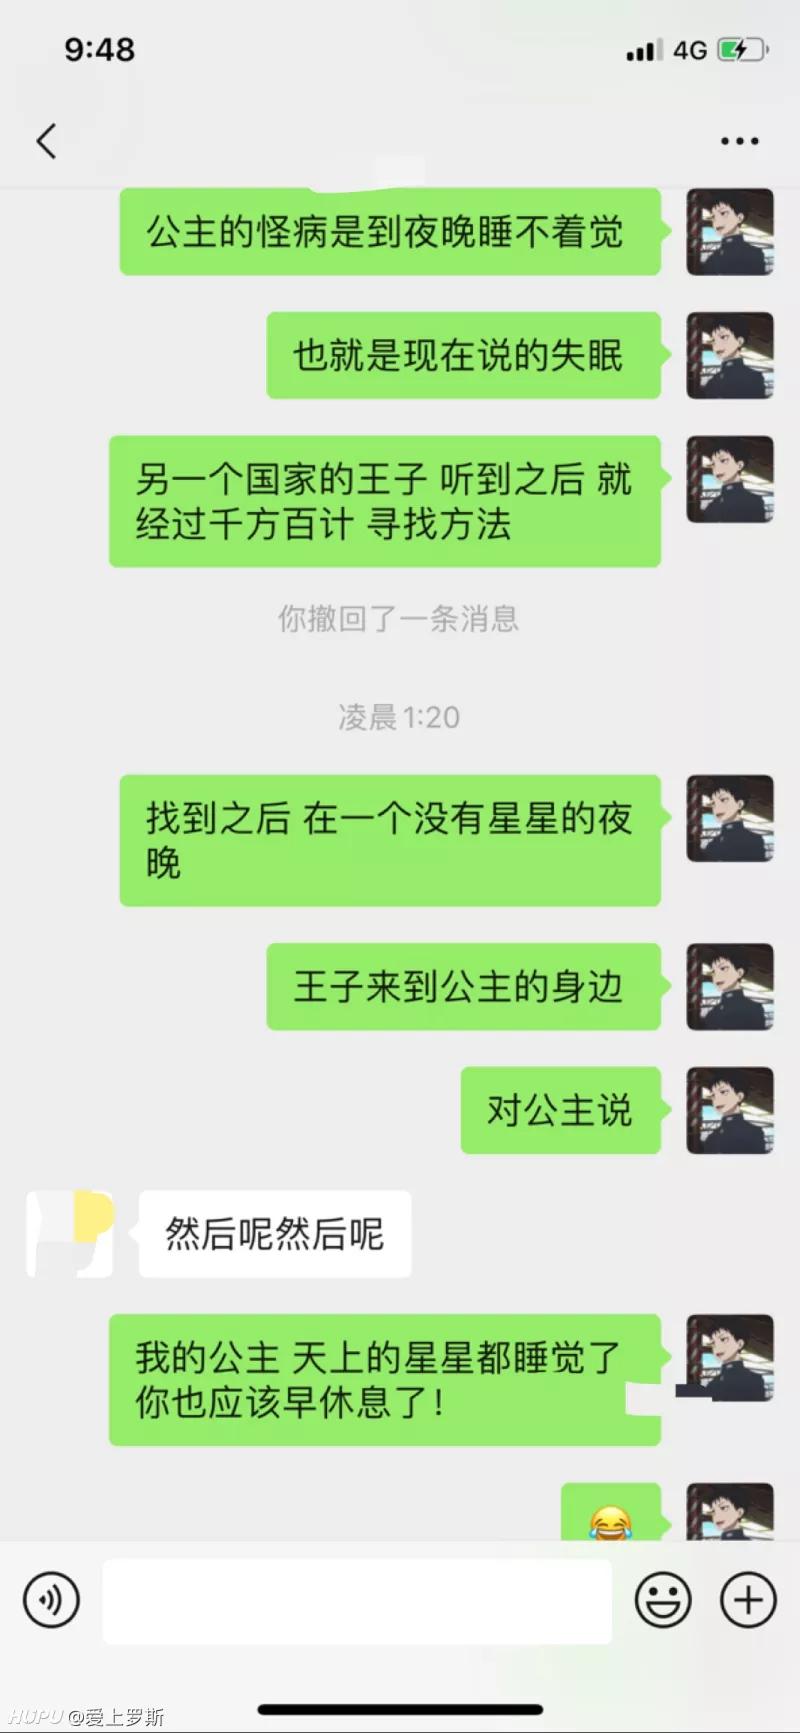 9:48
4G
公主的怪病是到夜晚睡不着觉
也就是现在说的失眠
另一个国家的王子 听到之后 就
经过千方百计 寻找方法
你撤回了一条消息
凌晨1:20
找到之后 在一个没有星星的夜
晚
王子来到公主的身边
对公主说
然后呢然后呢
我的公主 天上的星星都睡觉了
你也应该早休息了！
HUPU @爱上罗斯